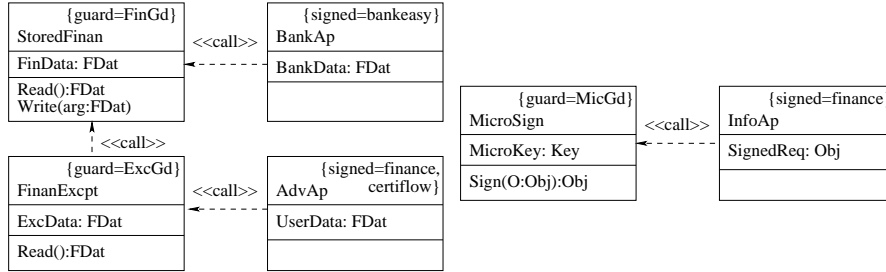 {guard=FinGd}
StoredFinan
FinData: FDat
Read():FDat
Write(arg:FDat)
<<call>>
{signed=bankeasy}
BankAp
BankData: FDat
<<call>>
{guard=ExcGd}
FinanExcpt
ExcData: FDat
Read():FDat
<<call>>
{signed=finance,
certiflow}
AdvAp
UserData: FDat
{guard=MicGd}
MicroSign
MicroKey: Key
Sign(O:Obj):Obj
<<call>>
{signed=finance
InfoAp
SignedReq: Obj